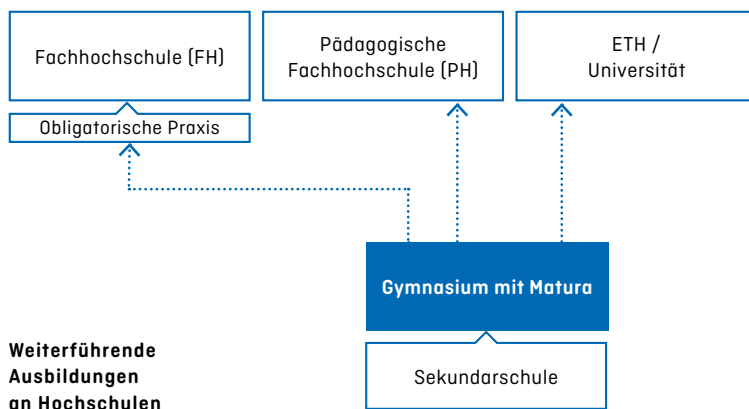 Fachhochschule (FH)
Pädagogische
Fachhochschule (PH)
ETH /
Universität
Obligatorische Praxis
Gymnasium mit Matura
Sekundarschule
Weiterführende
Ausbildungen
an Hochschulen